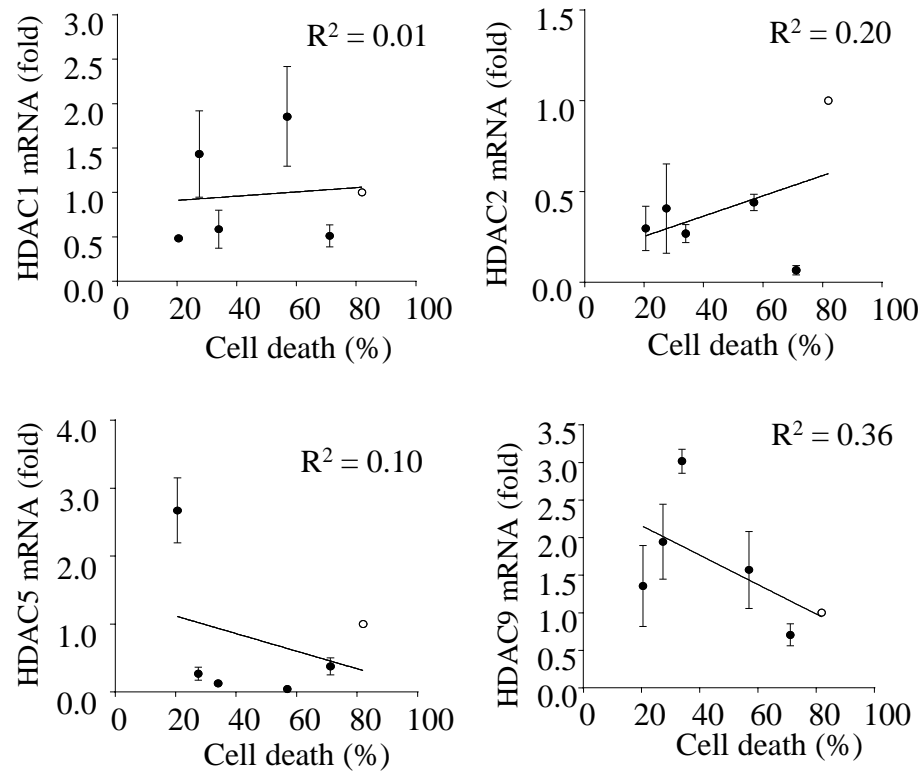 HDAC1 mRNA (fold)
3.0
2.5
2.0
1.5
1.0
0.5
0.0
R² = 0.01
0 20 40 60 80 100
Cell death (%)
HDAC2 mRNA (fold)
1.5
1.0
0.5
0.0
R² = 0.20
0 20 40 60 80 100
Cell death (%)
HDAC5 mRNA (fold)
4.0
3.0
2.0
1.0
0.0
R² = 0.10
0 20 40 60 80 100
Cell death (%)
HDAC9 mRNA (fold)
3.5
3.0
2.5
2.0
1.5
1.0
0.5
0.0
R² = 0.36
0 20 40 60 80 100
Cell death (%)